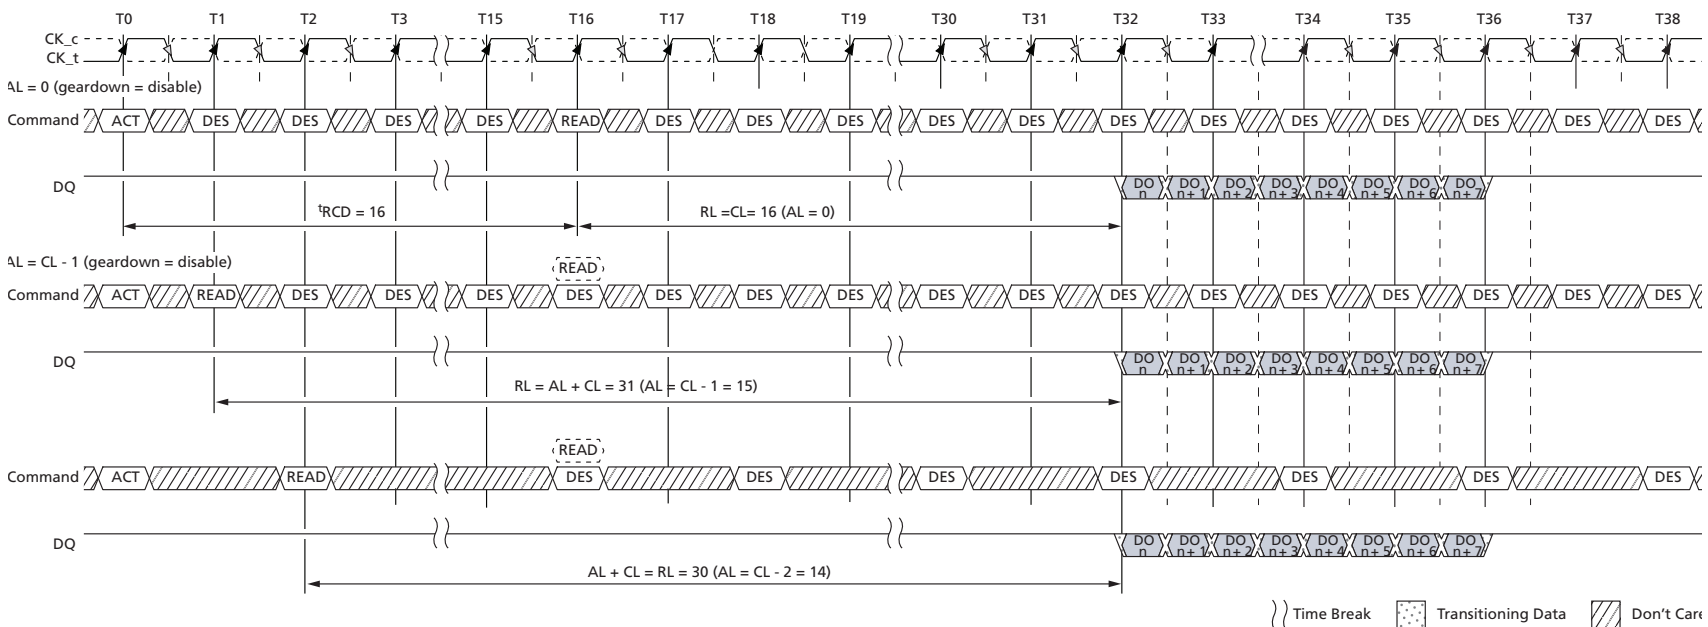 T0 T1 T2 T3 T15 T16 T17 T18 T19 T30 T31 T32 T33 T34 T35 T36 T37 T38
CK_c
CK_t
AL = 0 (geardown = disable)
Command ACT DES DES DES DES READ DES DES DES DES DES DES DES DES DES DES DES DES
DQ DO n DO n + 1 DO n + 2 DO n + 3 DO n + 4 DO n + 5 DO n + 6 DO n + 7
tRCD = 16 RL =CL= 16 (AL = 0)
AL = CL - 1 (geardown = disable)
READ
Command ACT READ DES DES DES DES DES DES DES DES DES DES DES DES DES DES DES DES
DQ DO n DO n + 1 DO n + 2 DO n + 3 DO n + 4 DO n + 5 DO n + 6 DO n + 7
RL = AL + CL = 31 (AL = CL - 1 = 15)
READ
Command ACT READ DES DES DES DES DES DES DES
DQ DO n DO n + 1 DO n + 2 DO n + 3 DO n + 4 DO n + 5 DO n + 6 DO n + 7
AL + CL = RL = 30 (AL = CL - 2 = 14)
Time Break Transitioning Data Don't Care